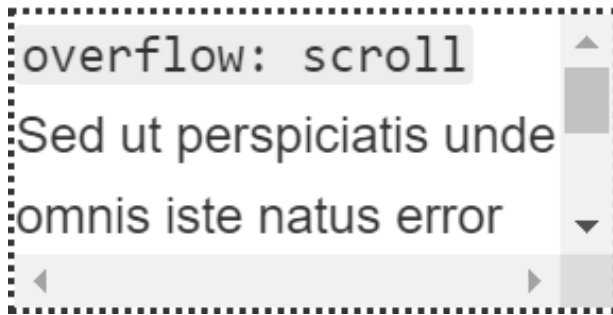 overflow: scroll
Sed ut perspiciatis unde
omnis iste natus error